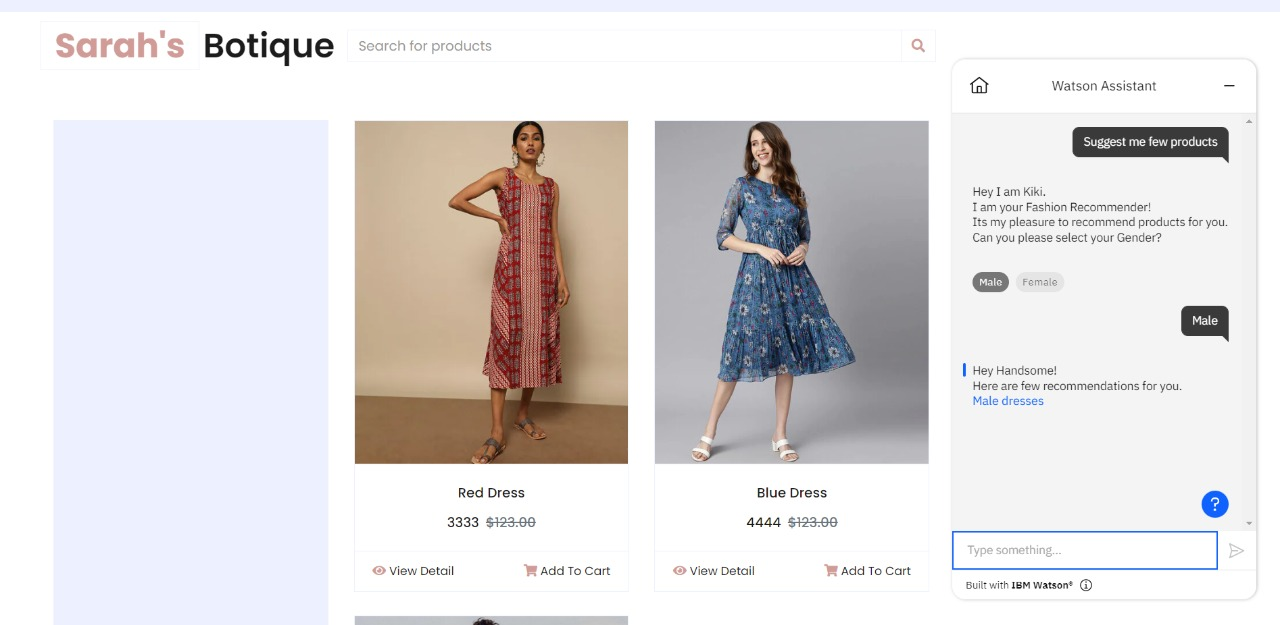 Sarah's Botique
Search for products
Red Dress
3333 $123.00
View Detail
Add To Cart
Blue Dress
4444 $123.00
View Detail
Add To Cart
Watson Assistant
Suggest me few products
Hey I am Kiki.
I am your Fashion Recommender!
Its my pleasure to recommend products for you.
Can you please select your Gender?
Male
Female
Male
Hey Handsome!
Here are few recommendations for you.
Male dresses
?
Type something...
Built with IBM Watson®